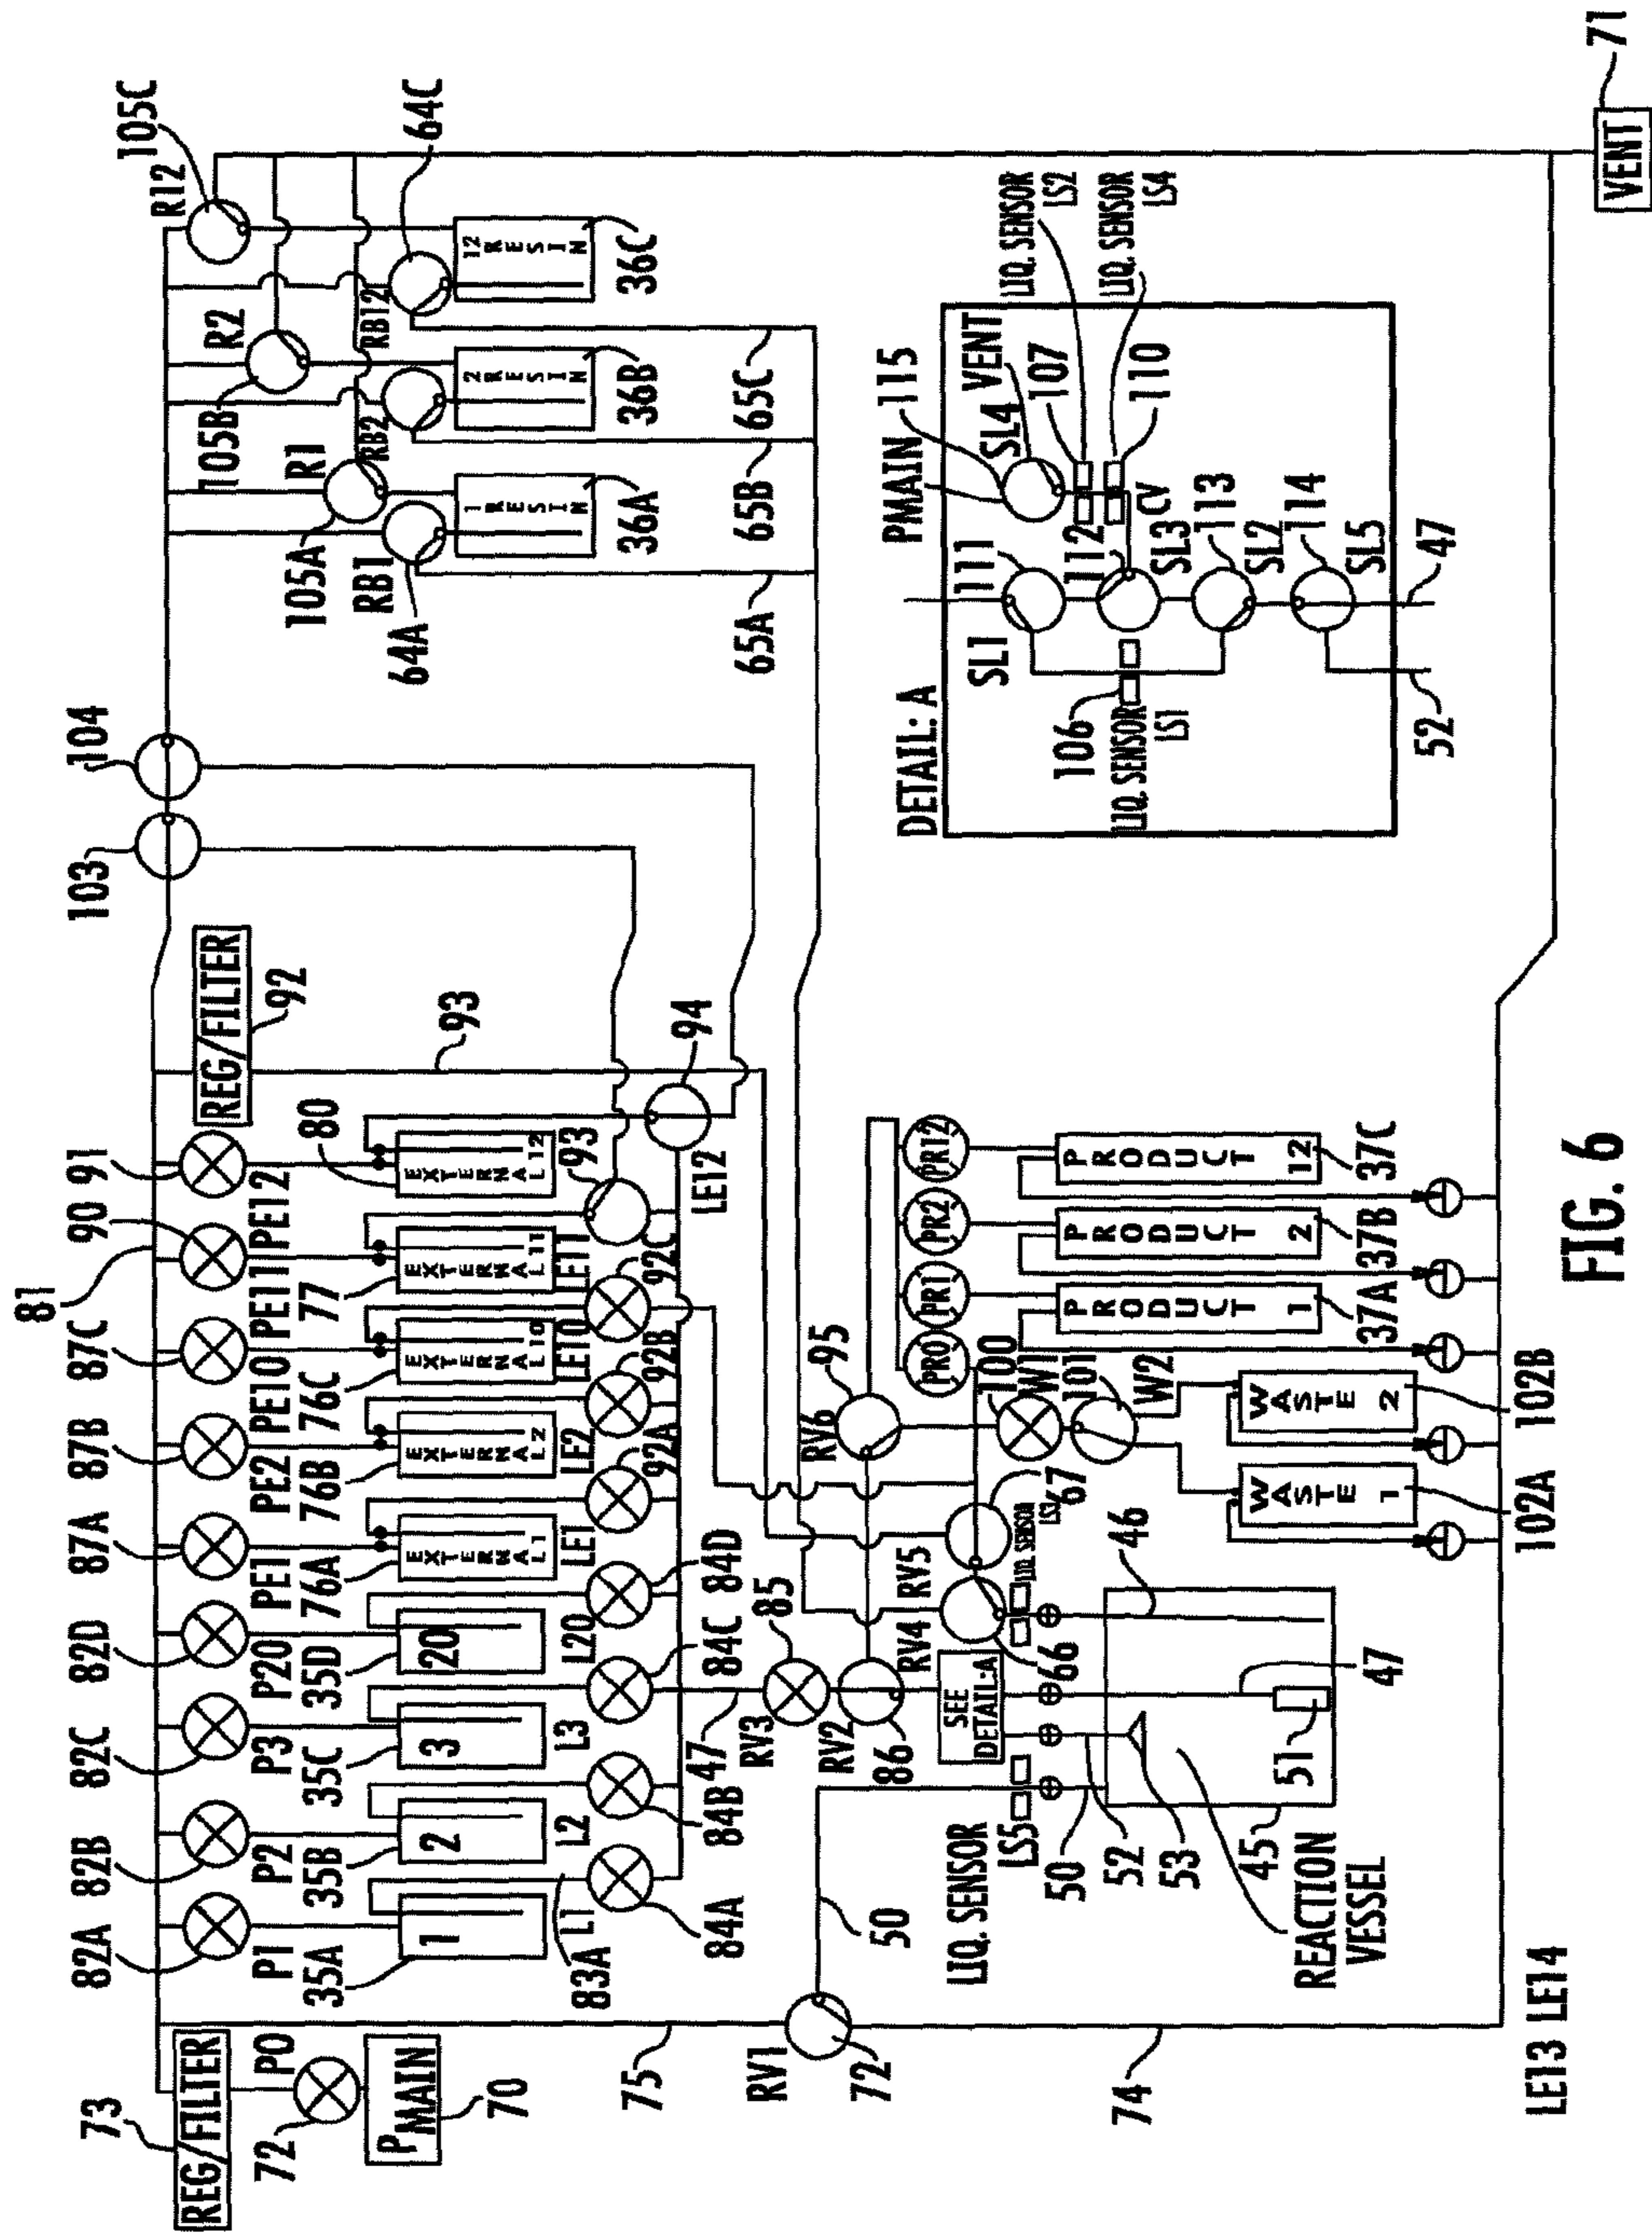 81
103
104
105C
R12
82A
82B
82C
82D
87A
87B
87C
90
91
REG/FILTER
92
R2
64C
73
REG/FILTER
P0
P1
P2
P3
P20
PE1
PE2
PE10
PE11
PE12
80
93
105B
R1
RB2
RB12
72
35A
35B
35C
35D
76A
76B
76C
77
105A
RB1
64A
PMAIN
70
1
2
3
20
EXTERNAL 1
EXTERNAL 2
EXTERNAL 10
EXTERNAL 11
EXTERNAL 12
1 RESIN
2 RESIN
12 RESIN
36A
36B
36C
83A
L1
L2
L3
L20
LE1
LE2
LE10
LE11
93
94
84A
84B
84C
84D
92A
92B
92C
LE12
75
47
85
RV3
65A
65B
65C
RV1
72
50
RV2
86
RV4
RV5
RV6
95
PR0
PR1
PR2
PR12
LIQ. SENSOR
LS5
SEE
DETAIL:A
66
LIQ. SENSOR
67
100
W1
101
W2
PRODUCT 1
PRODUCT 2
PRODUCT 12
37A
37B
37C
50
52
53
45
51
47
46
REACTION
VESSEL
WASTE 1
WASTE 2
102A
102B
74
DETAIL: A
PMAIN
115
SL1
111
SL4
VENT
107
LIQ. SENSOR
LS2
106
LIQ. SENSOR
LS1
112
CV
110
LIQ. SENSOR
LS4
SL3
113
SL2
114
SL5
52
47
VENT
71
LE13 LE14
FIG. 6